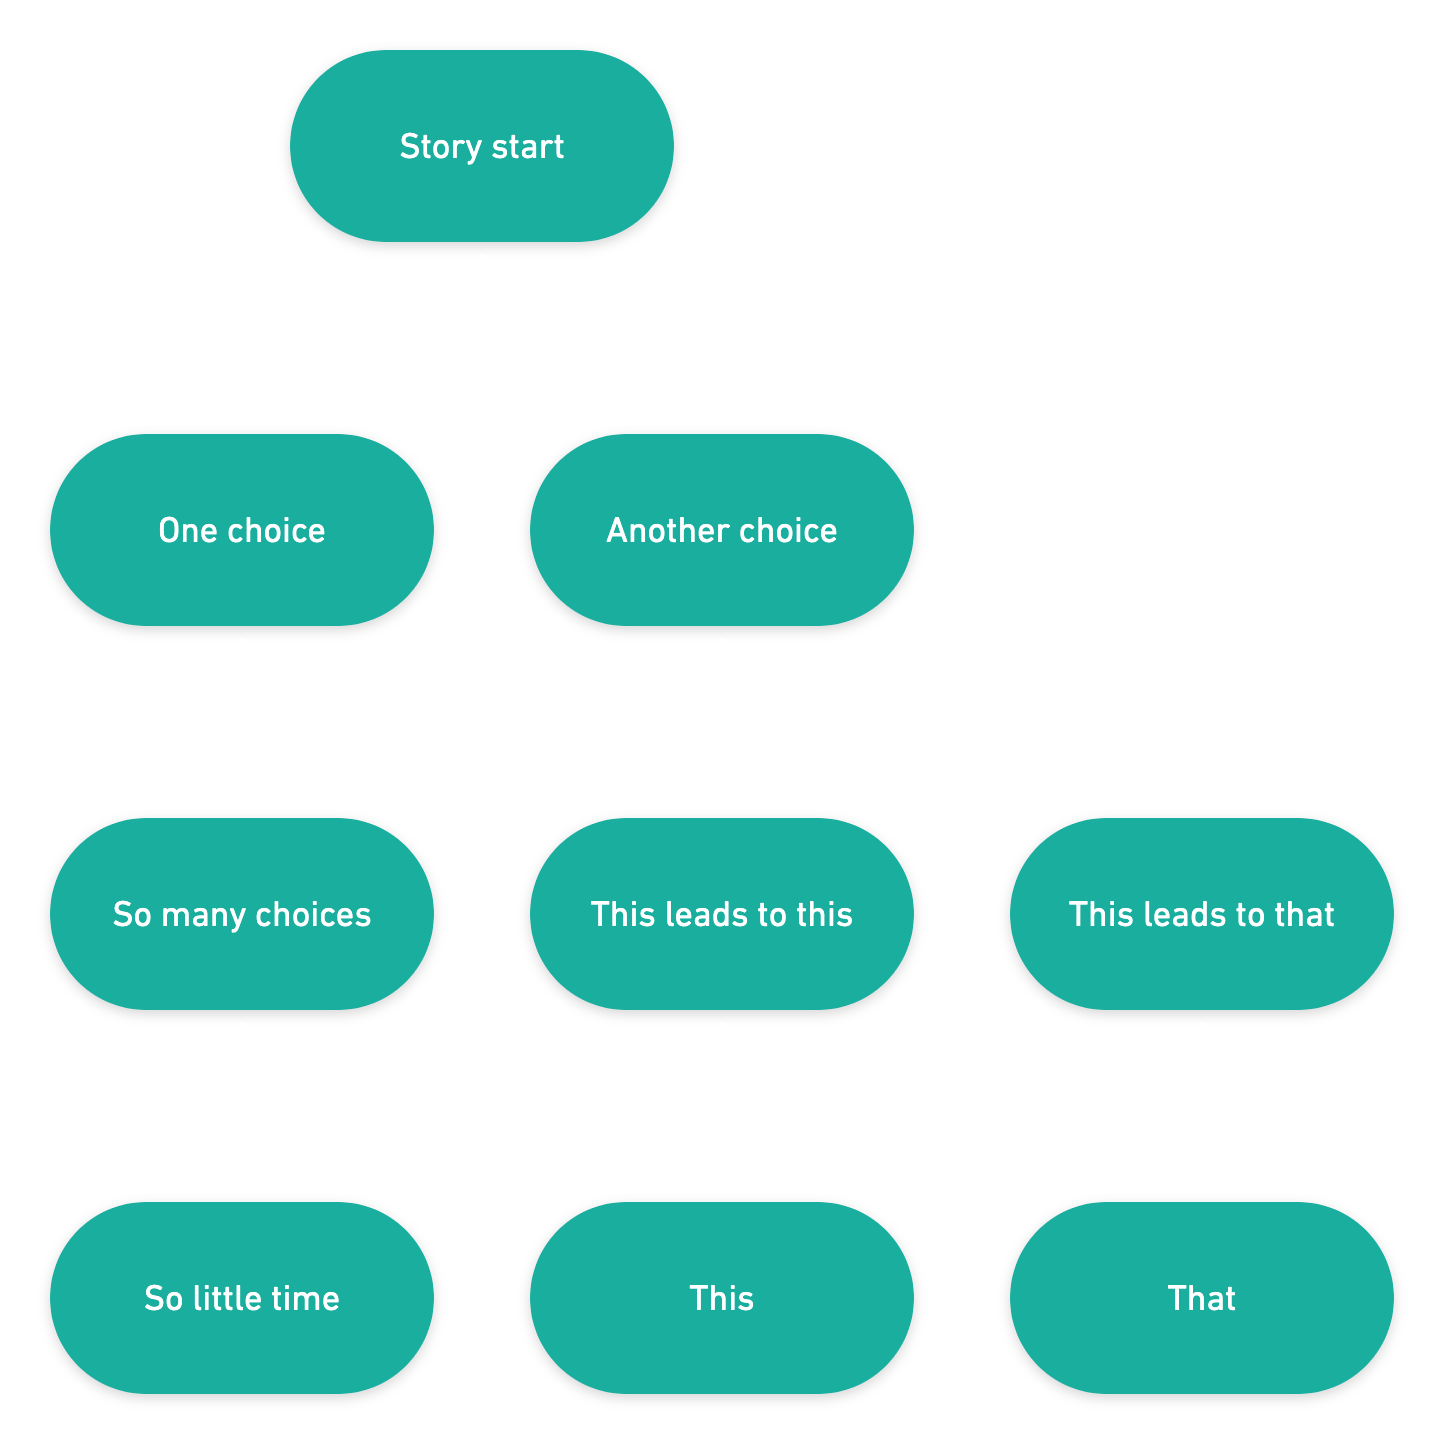 Story start
One choice
Another choice
So many choices
This leads to this
This leads to that
So little time
This
That